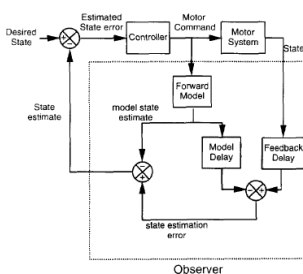 Desired
State
Estimated
State error
Controller
Motor
Command
Motor
System
State
Forward
Model
State
estimate
model state
estimate
Model
Delay
Feedback
Delay
state estimation
error
Observer